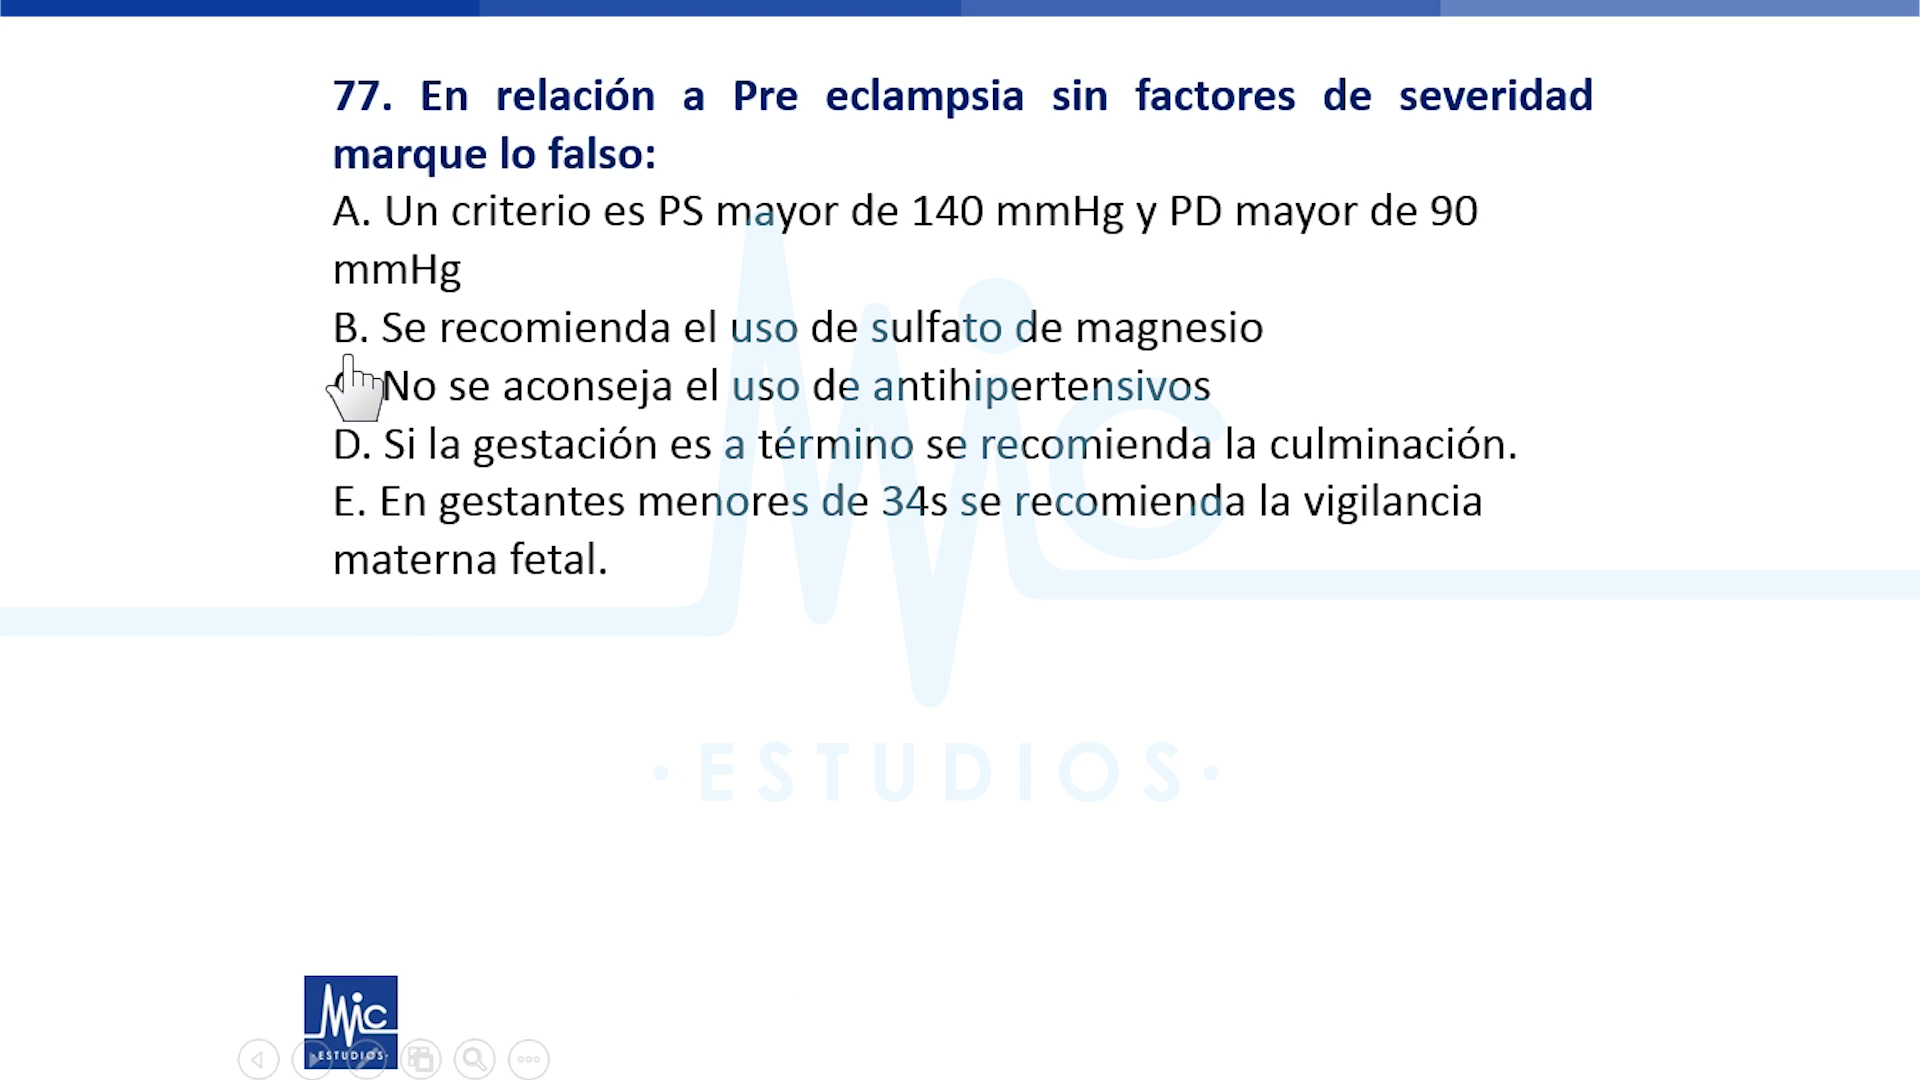 77. En relación a Pre eclampsia sin factores de severidad
marque lo falso:
A. Un criterio es PS mayor de 140 mmHg y PD mayor de 90
mmHg
B. Se recomienda el uso de sulfato de magnesio
No se aconseja el uso de antihipertensivos
D. Si la gestación es a término se recomienda la culminación.
E. En gestantes menores de 34s se recomienda la vigilancia
materna fetal.
Mic
·ESTUDIOS·
Mic
·ESTUDIOS·